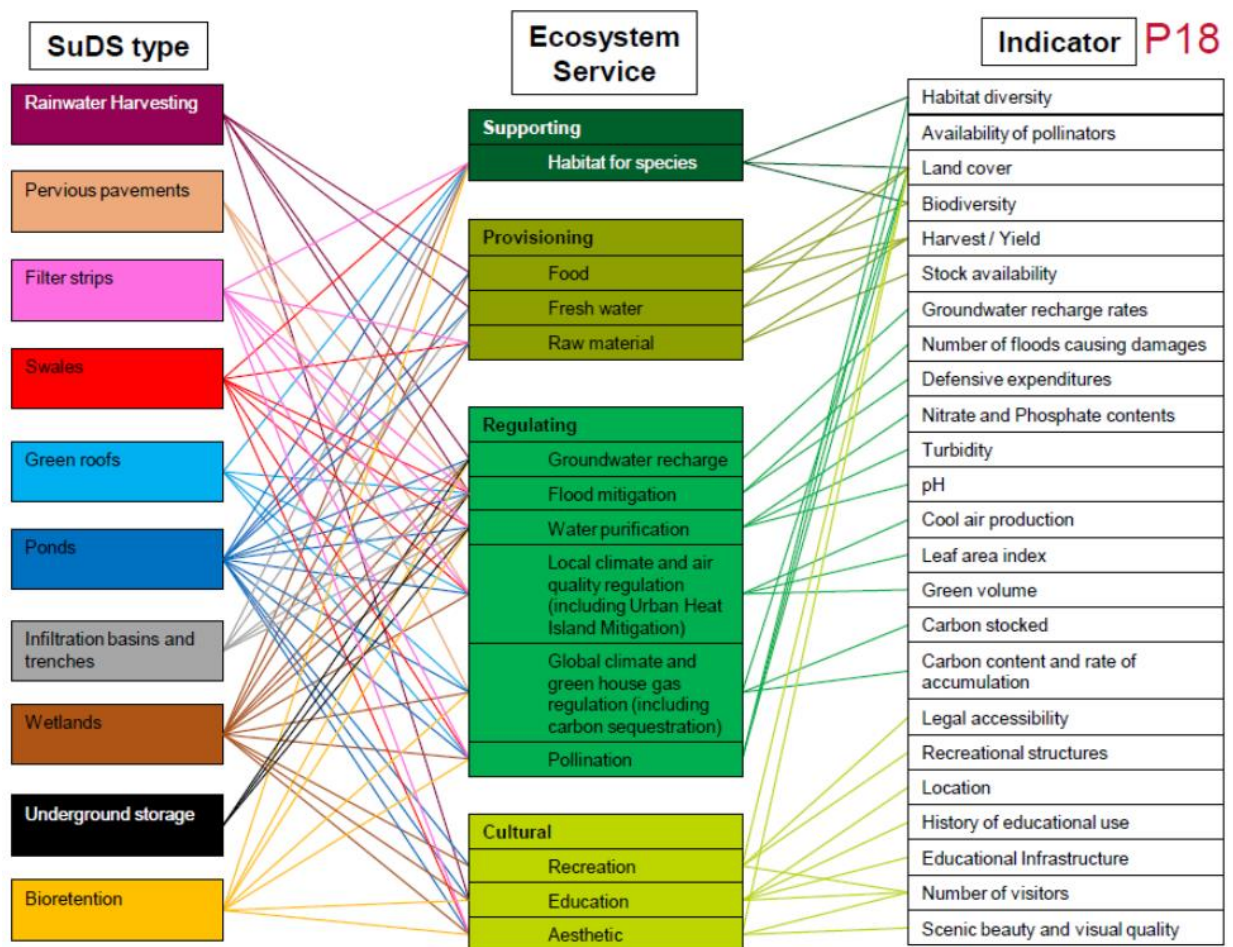 SuDS type
Rainwater Harvesting
Pervious pavements
Filter strips
Swales
Green roofs
Ponds
Infiltration basins and
trenches
Wetlands
Underground storage
Bioretention
Ecosystem
Service
Supporting
Habitat for species
Provisioning
Food
Fresh water
Raw material
Regulating
Groundwater recharge
Flood mitigation
Water purification
Local climate and air
quality regulation
(including Urban Heat
Island Mitigation)
Global climate and
green house gas
regulation (including
carbon sequestration)
Pollination
Cultural
Recreation
Education
Aesthetic
Indicator P18
Habitat diversity
Availability of pollinators
Land cover
Biodiversity
Harvest / Yield
Stock availability
Groundwater recharge rates
Number of floods causing damages
Defensive expenditures
Nitrate and Phosphate contents
Turbidity
pH
Cool air production
Leaf area index
Green volume
Carbon stocked
Carbon content and rate of
accumulation
Legal accessibility
Recreational structures
Location
History of educational use
Educational Infrastructure
Number of visitors
Scenic beauty and visual quality